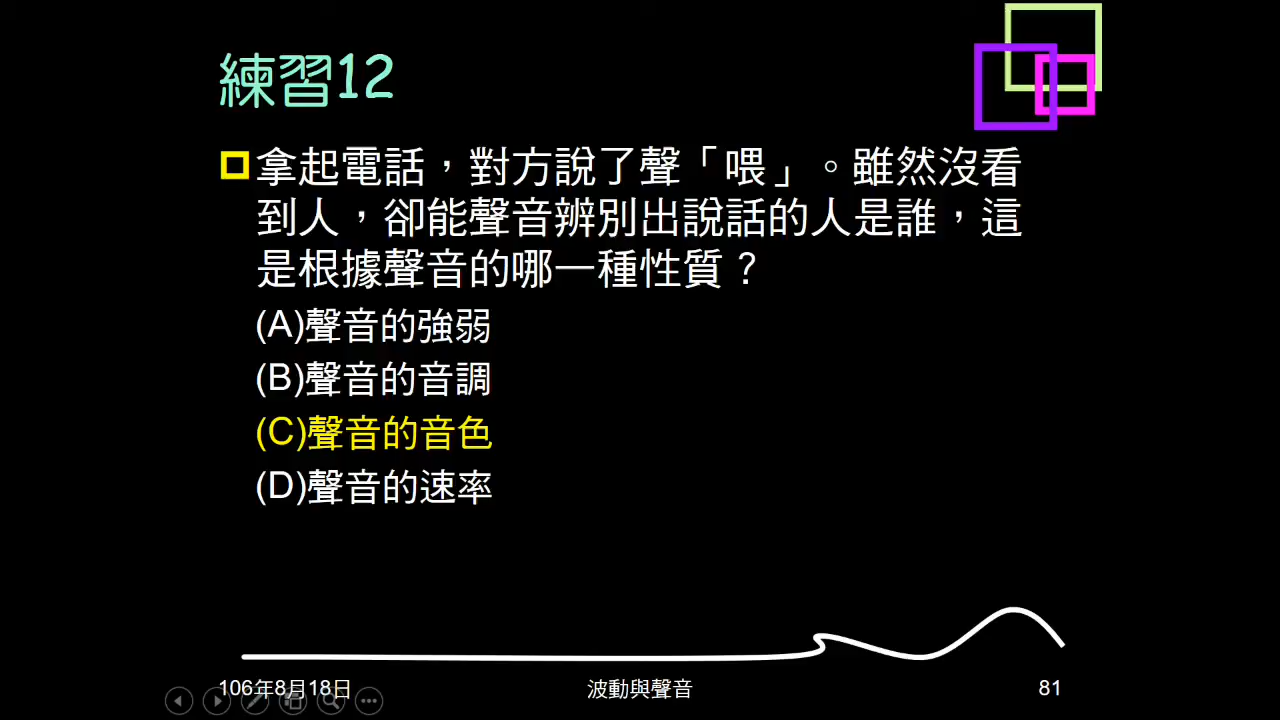 練習12
拿起電話，對方說了聲「喂」。雖然沒看
到人，卻能聲音辨別出說話的人是誰，這
是根據聲音的哪一種性質？
(A)聲音的強弱
(B)聲音的音調
(C)聲音的音色
(D)聲音的速率
106年8月18日
波動與聲音
81